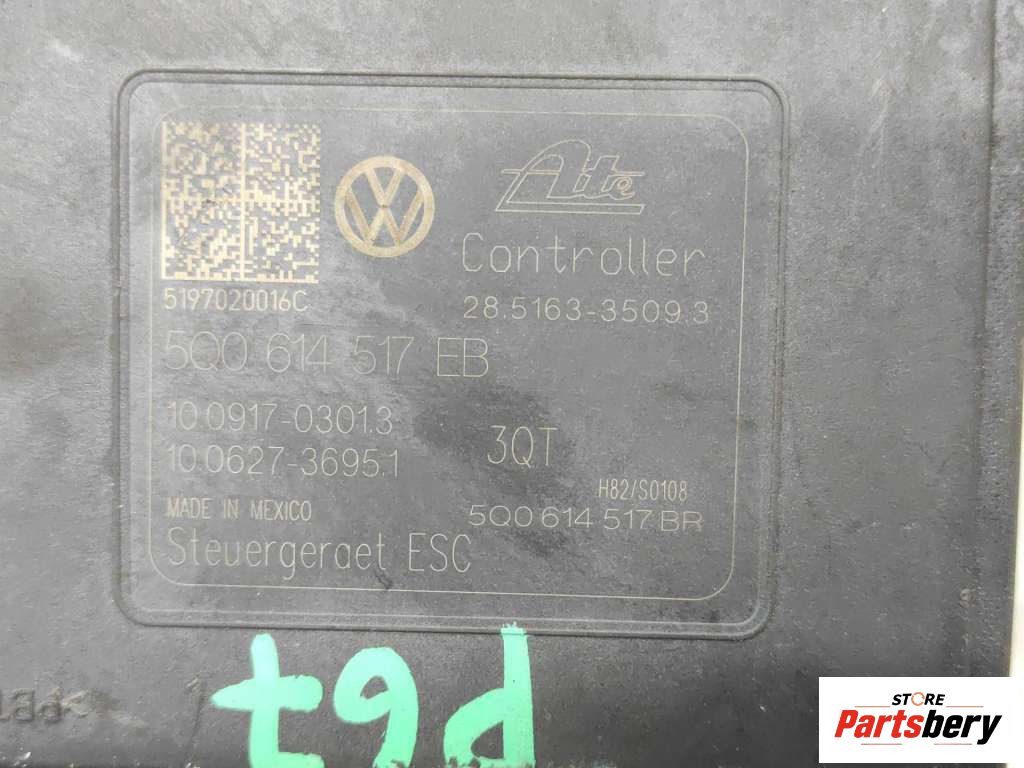 Ate
Controller
5197020016C
28.5163-3509.3
5Q0 614 517 EB
10.0917-0301.3
10.0627-3695.1
3QT
H82/S0108
MADE IN MEXICO
5Q0 614 517 BR
Steuergeraet ESC
P67
STORE
Partsbery